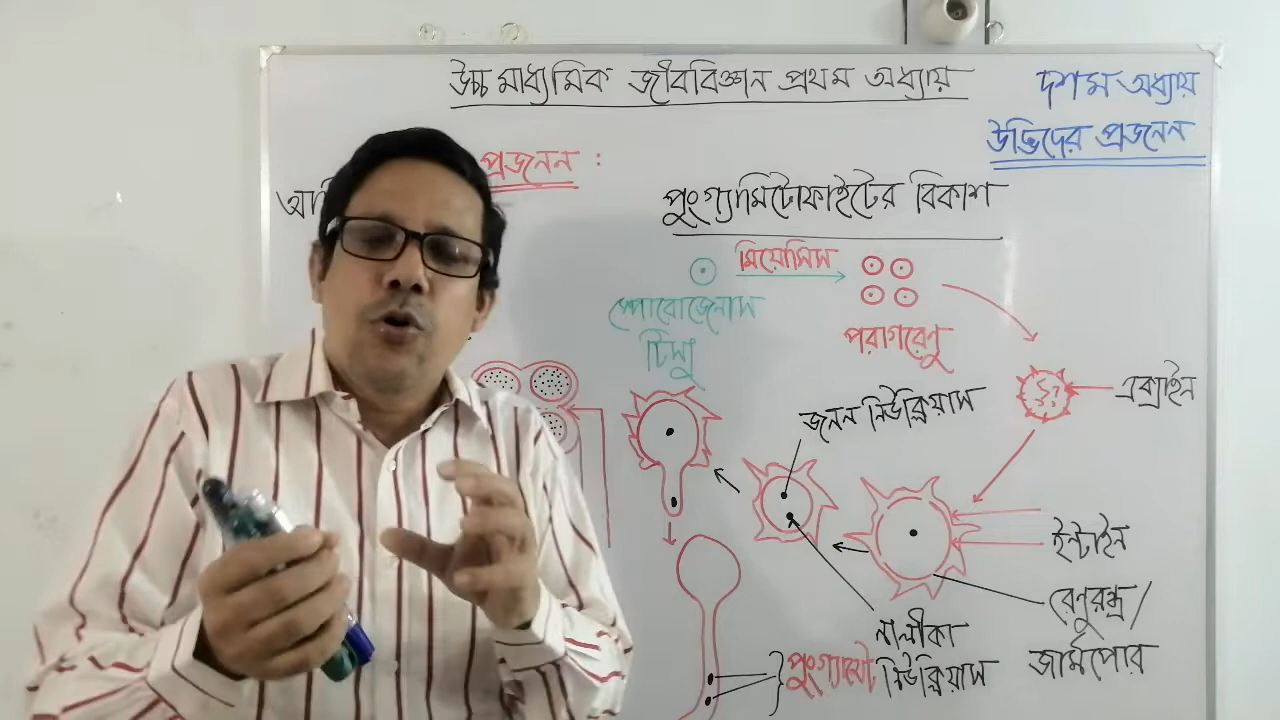 উচ্চ মাধ্যমিক জীববিজ্ঞান প্রথম অধ্যায়
দশম অধ্যায়
উদ্ভিদের প্রজনন
প্রজনন :
পুংগ্যামিটোফাইটের বিকাশ
মিয়োসিস
স্পোরোজেনাস
টিস্যু
পরাগরেণু
এক্সাইন
জনন নিউক্লিয়াস
ইন্টাইন
রেণুরন্ধ্র/
জার্মপোর
নালীকা
নিউক্লিয়াস
পুংগ্যামেট